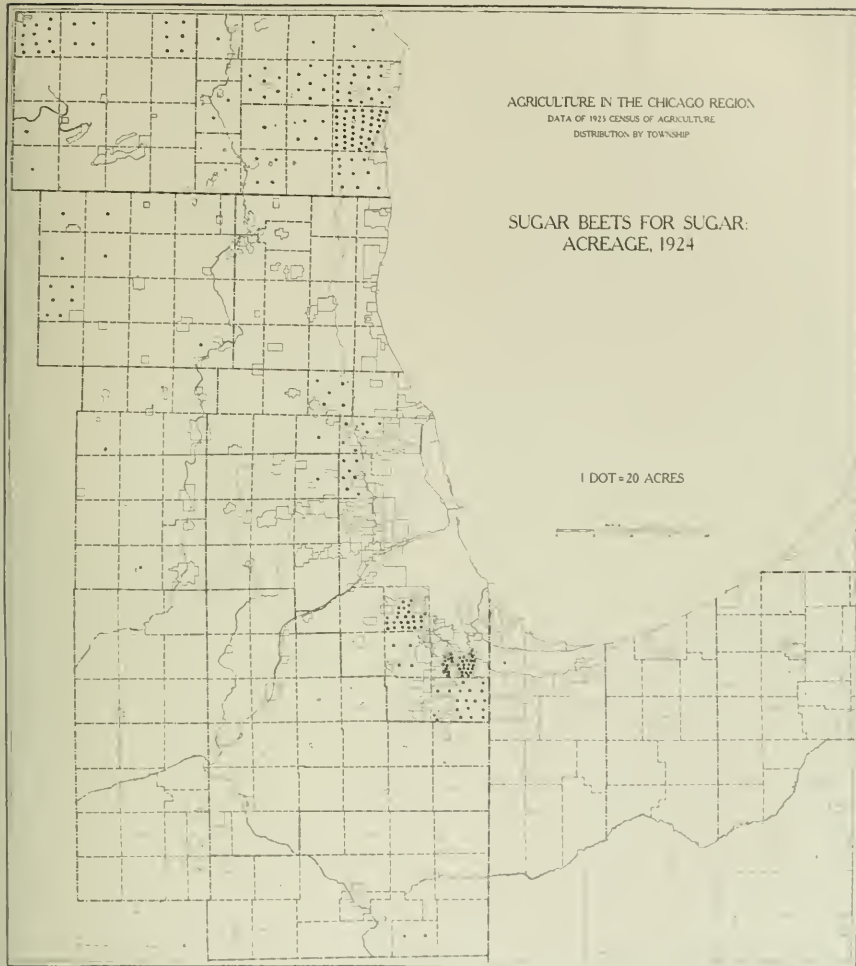 AGRICULTURE IN THE CHICAGO REGION
DATA OF 1925 CENSUS OF AGRICULTURE
DISTRIBUTION BY TOWNSHIP
SUGAR BEETS FOR SUGAR:
ACREAGE, 1924
1 DOT = 20 ACRES